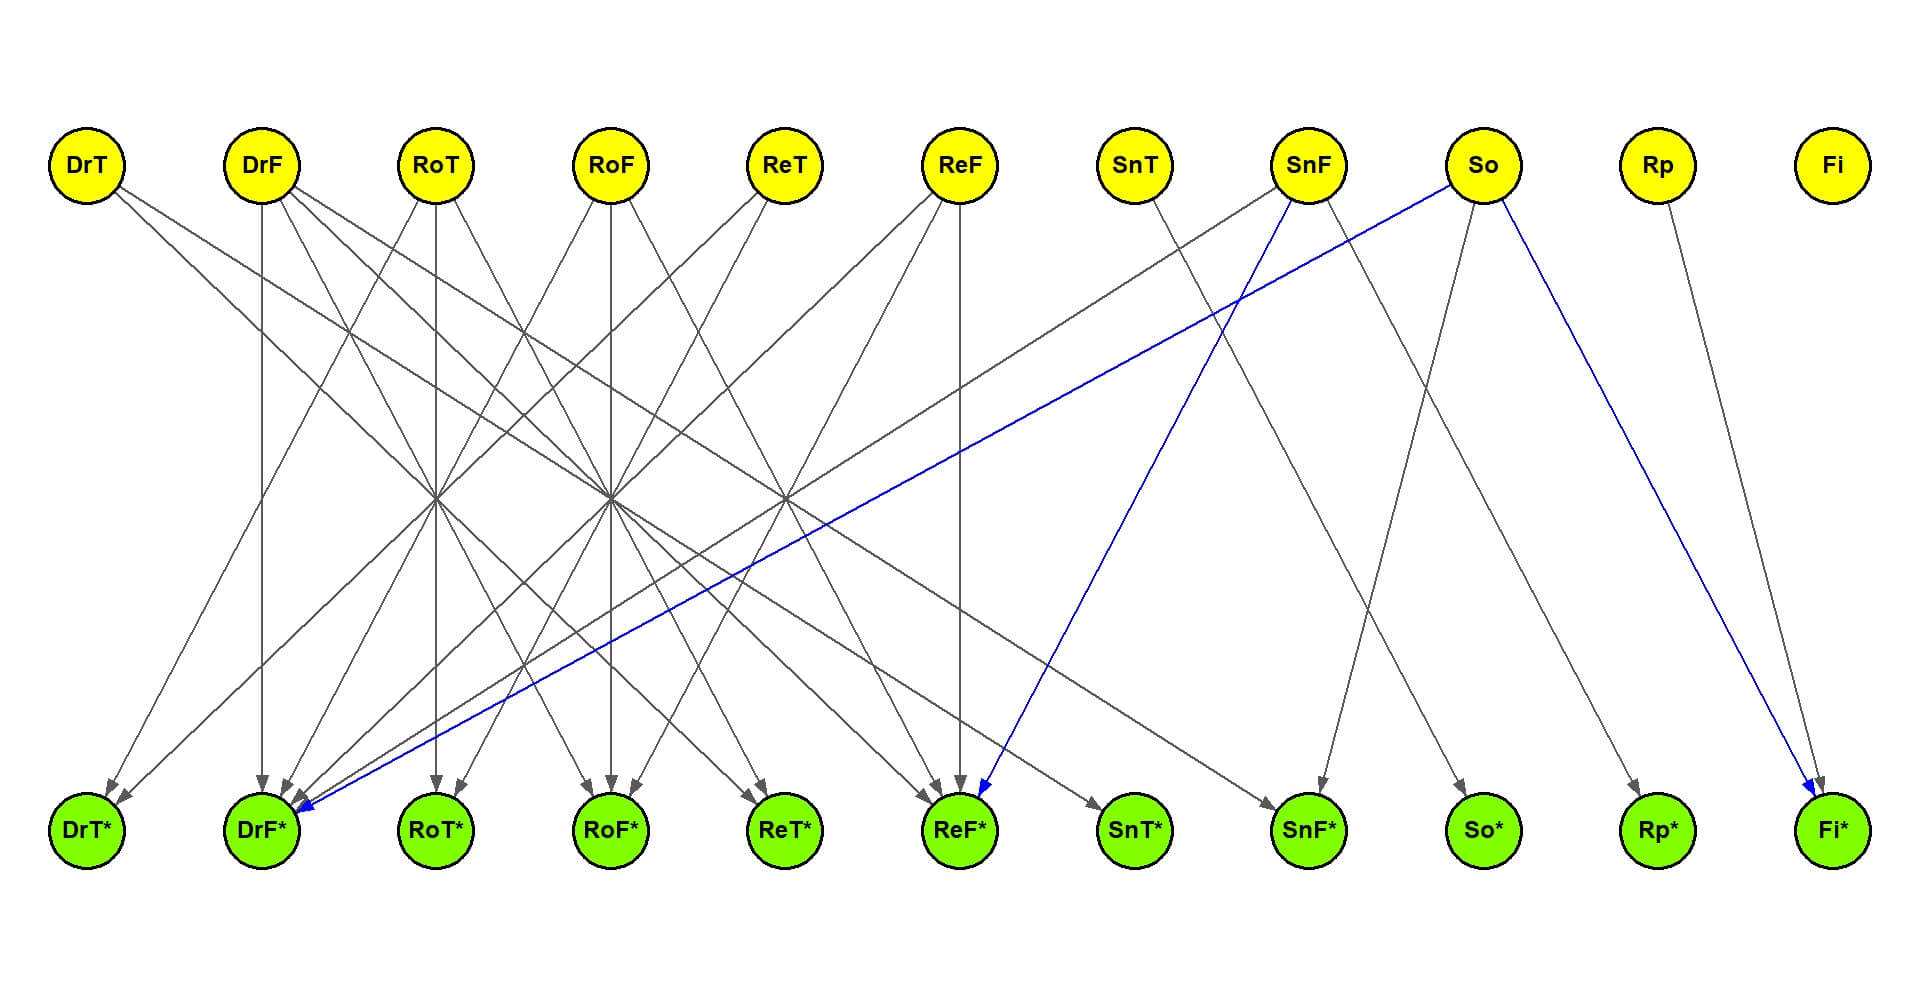 DrT DrF RoT RoF ReT ReF SnT SnF So Rp Fi
DrT* DrF* RoT* RoF* ReT* ReF* SnT* SnF* So* Rp* Fi*